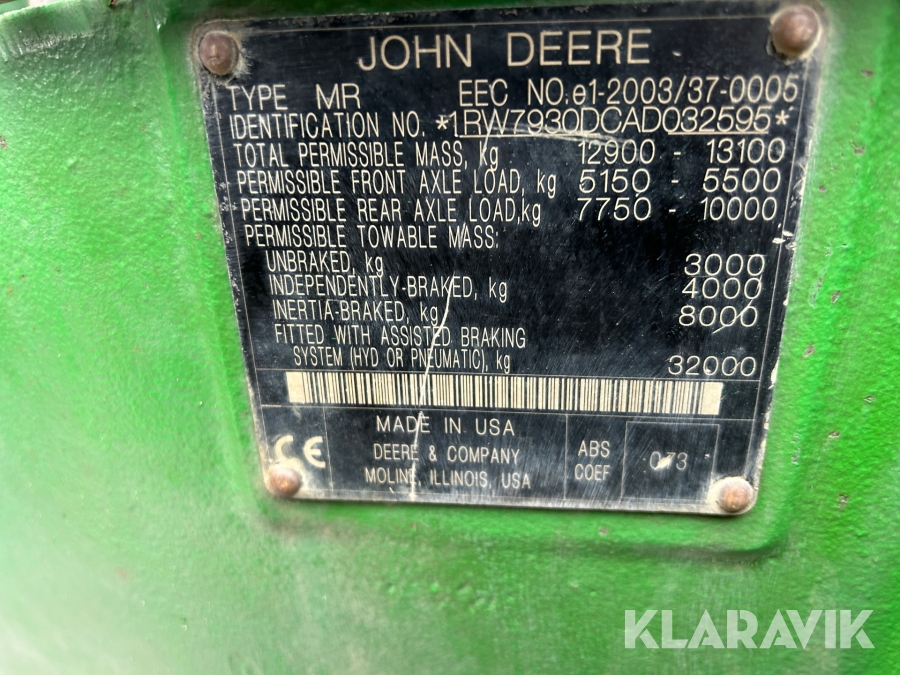 JOHN DEERE
TYPE MR EEC NO.e1-2003/37-0005
IDENTIFICATION NO. *1RW7930DCAD032595*
TOTAL PERMISSIBLE MASS, kg 12900 - 13100
PERMISSIBLE FRONT AXLE LOAD, kg 5150 - 5500
PERMISSIBLE REAR AXLE LOAD,kg 7750 - 10000
PERMISSIBLE TOWABLE MASS:
UNBRAKED, kg 3000
INDEPENDENTLY-BRAKED, kg 4000
INERTIA-BRAKED, kg 8000
FITTED WITH ASSISTED BRAKING
SYSTEM (HYD OR PNEUMATIC), kg 32000
CE
MADE IN USA
DEERE & COMPANY
MOLINE, ILLINOIS, USA
ABS
COEF
0.73
KLARAVIK